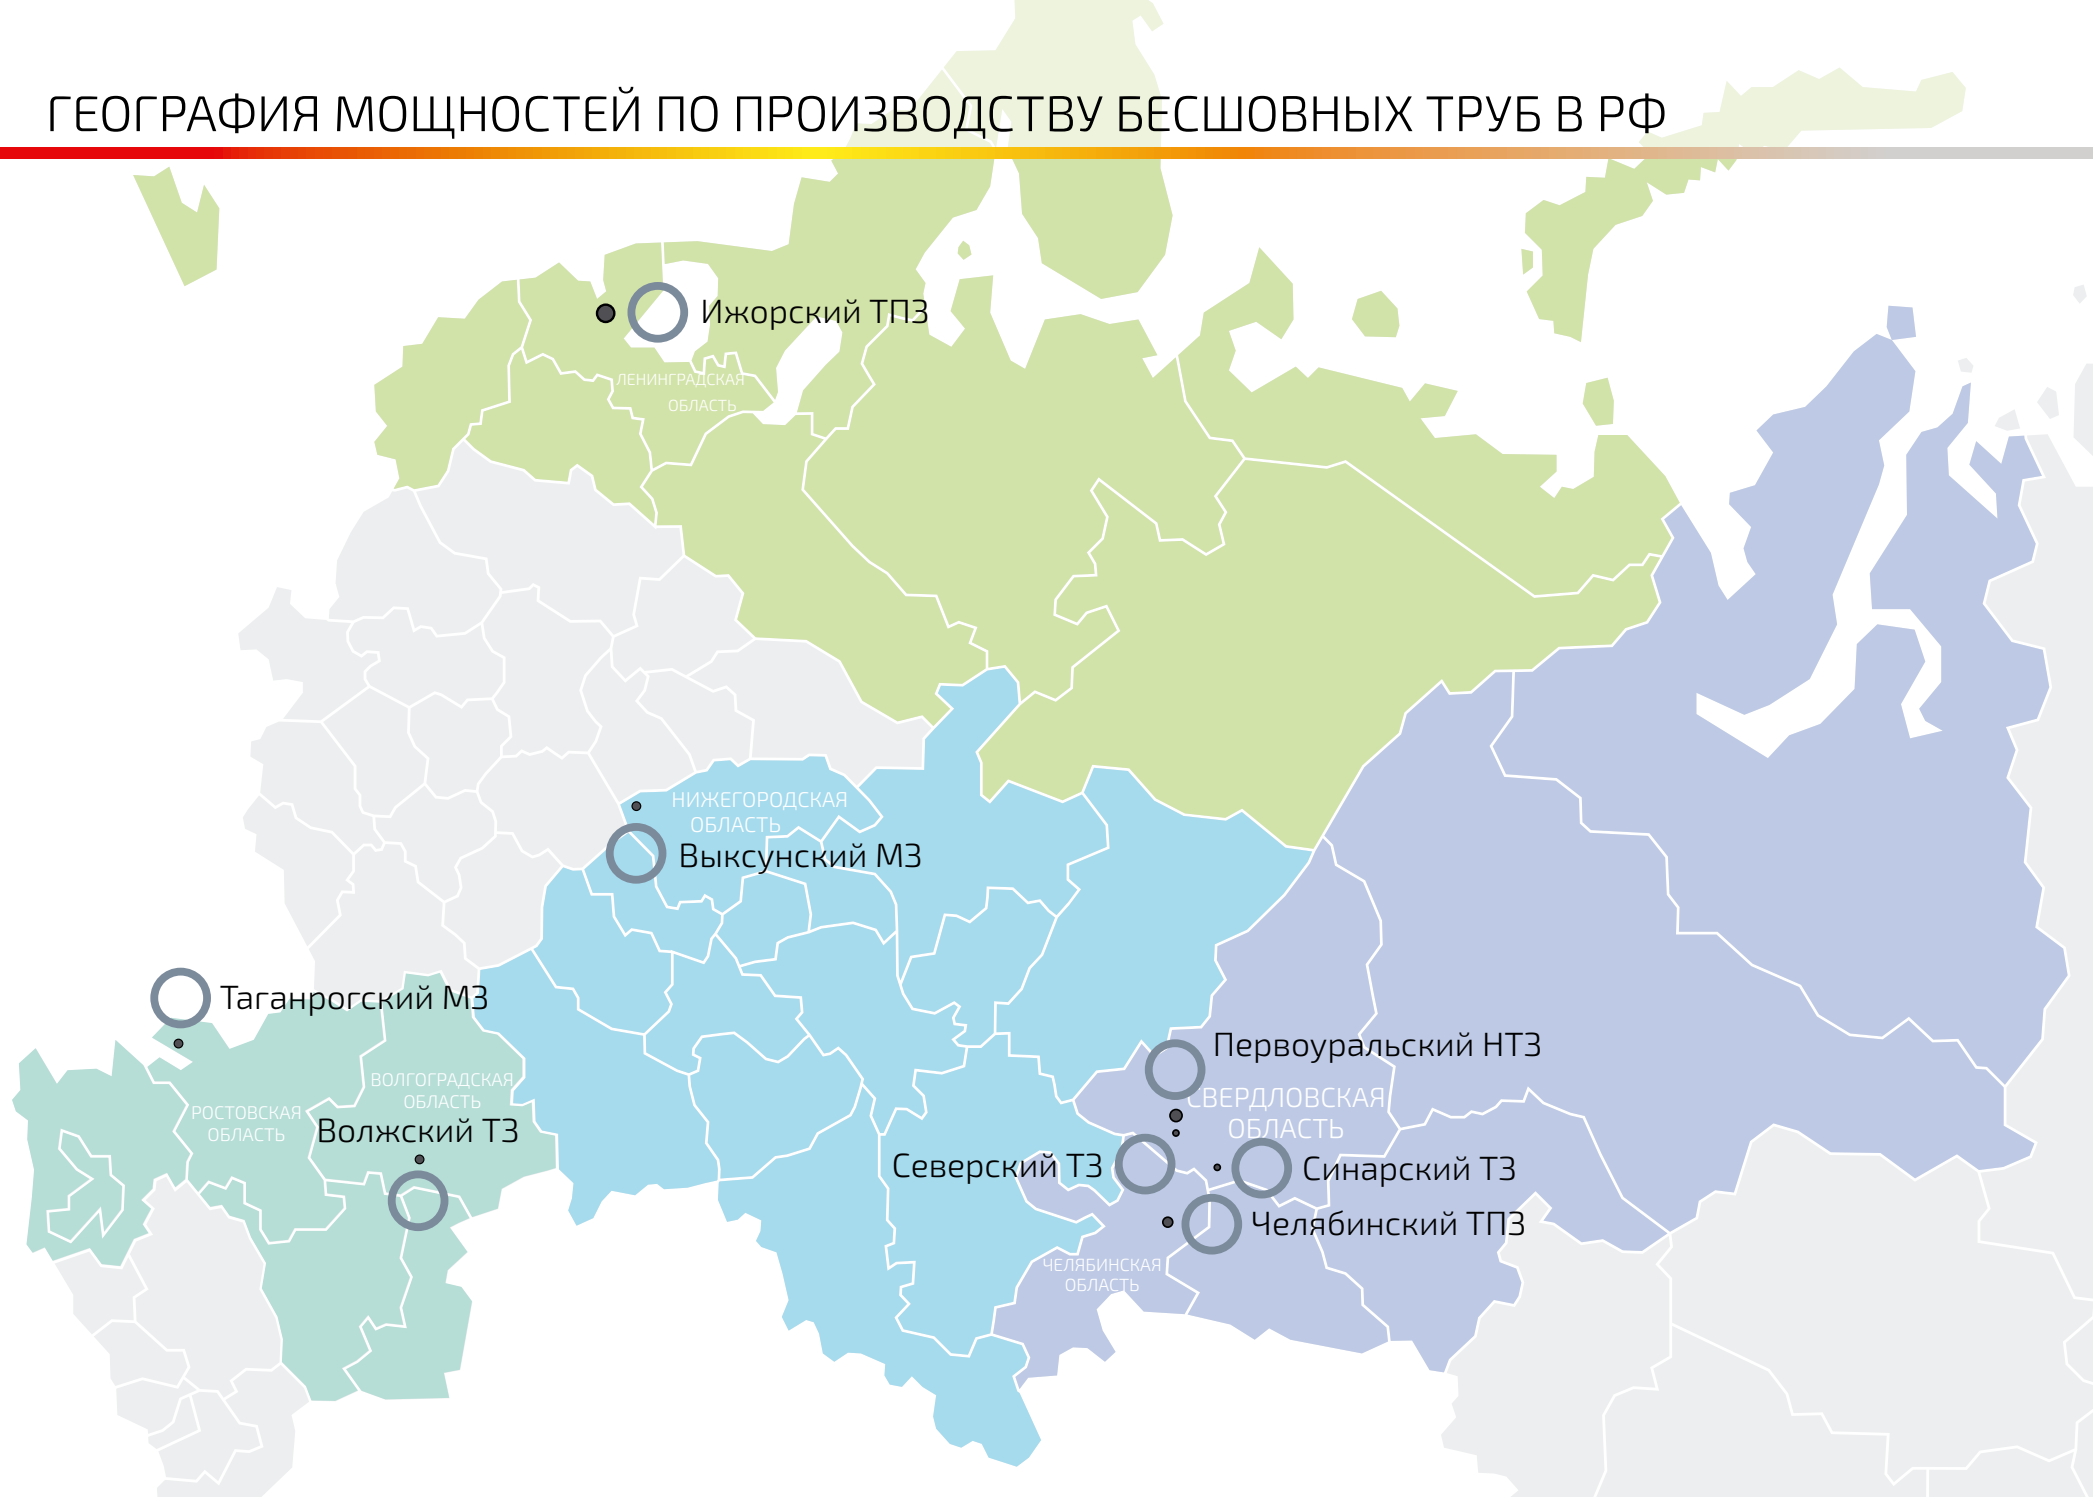 ГЕОГРАФИЯ МОЩНОСТЕЙ ПО ПРОИЗВОДСТВУ БЕСШОВНЫХ ТРУБ В РФ
Ижорский ТПЗ
ЛЕНИНГРАДСКАЯ
ОБЛАСТЬ
НИЖЕГОРОДСКАЯ
ОБЛАСТЬ
Выксунский МЗ
Таганрогский МЗ
ВОЛГОГРАДСКАЯ
ОБЛАСТЬ
РОСТОВСКАЯ
ОБЛАСТЬ
Волжский ТЗ
Первоуральский НТЗ
СВЕРДЛОВСКАЯ
ОБЛАСТЬ
Северский ТЗ
Синарский ТЗ
Челябинский ТПЗ
ЧЕЛЯБИНСКАЯ
ОБЛАСТЬ